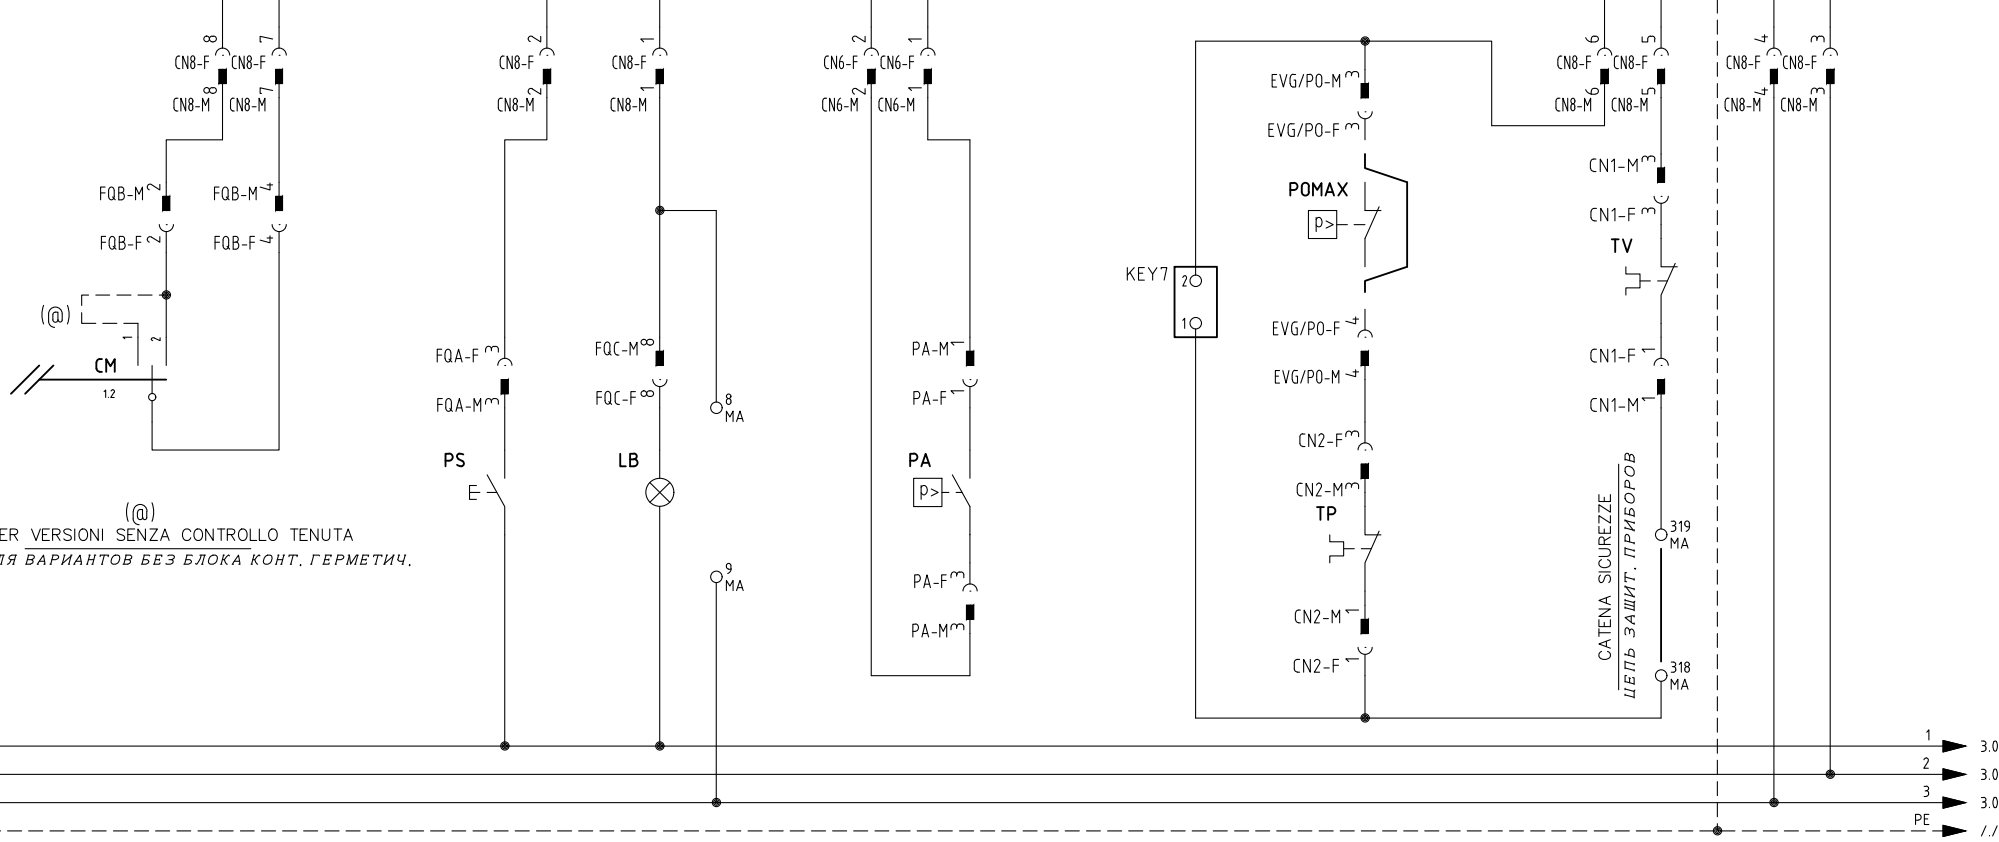 8
7
2
1
2
1
6
5
4
3
CN8-F
CN8-F
CN8-F
CN8-F
CN6-F
CN6-F
CN8-F
CN8-F
CN8-F
CN8-F
CN8-M 8
CN8-M 7
CN8-M 2
CN8-M 1
CN6-M 2
CN6-M 1
CN8-M 6
CN8-M 5
CN8-M 4
CN8-M 3
EVG/PO-M 3
EVG/PO-F 3
FQB-M 2
FQB-M 4
FQB-F 2
FQB-F 4
POMAX
P>
CN1-M 3
CN1-F 3
TV
KEY7
2
1
(@)
1
2
CM
1.2
FQA-F 3
FQA-M 3
FQC-M 8
FQC-F 8
8
MA
PA-M 1
PA-F 1
EVG/PO-F 4
EVG/PO-M 4
CN1-F 1
CN1-M 1
CN2-F 3
CN2-M 3
PS
LB
PA
P>
TP
(@)
ER VERSIONI SENZA CONTROLLO TENUTA
ЛЯ ВАРИАНТОВ БЕЗ БЛОКА КОНТ. ГЕРМЕТИЧ.
9
MA
PA-F 3
PA-M 3
CN2-M 1
CN2-F 1
CATENA SICUREZZE
ЦЕПЬ ЗАЩИТ. ПРИБОРОВ
319
MA
318
MA
1
3.0
2
3.0
3
3.0
PE
/./